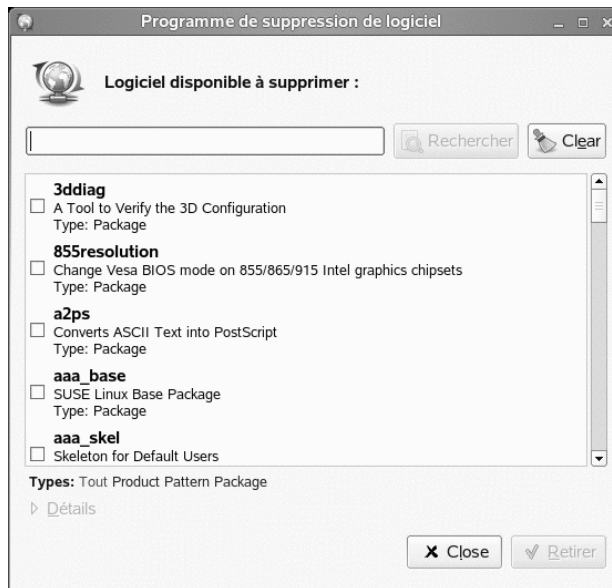 Programme de suppression de logiciel
Logiciel disponible à supprimer :
Rechercher
Clear
3ddiag
A Tool to Verify the 3D Configuration
Type: Package
855resolution
Change Vesa BIOS mode on 855/865/915 Intel graphics chipsets
Type: Package
a2ps
Converts ASCII Text into PostScript
Type: Package
aaa_base
SUSE Linux Base Package
Type: Package
aaa_skel
Skeleton for Default Users
Types: Tout Product Pattern Package
Détails
Close
Retirer